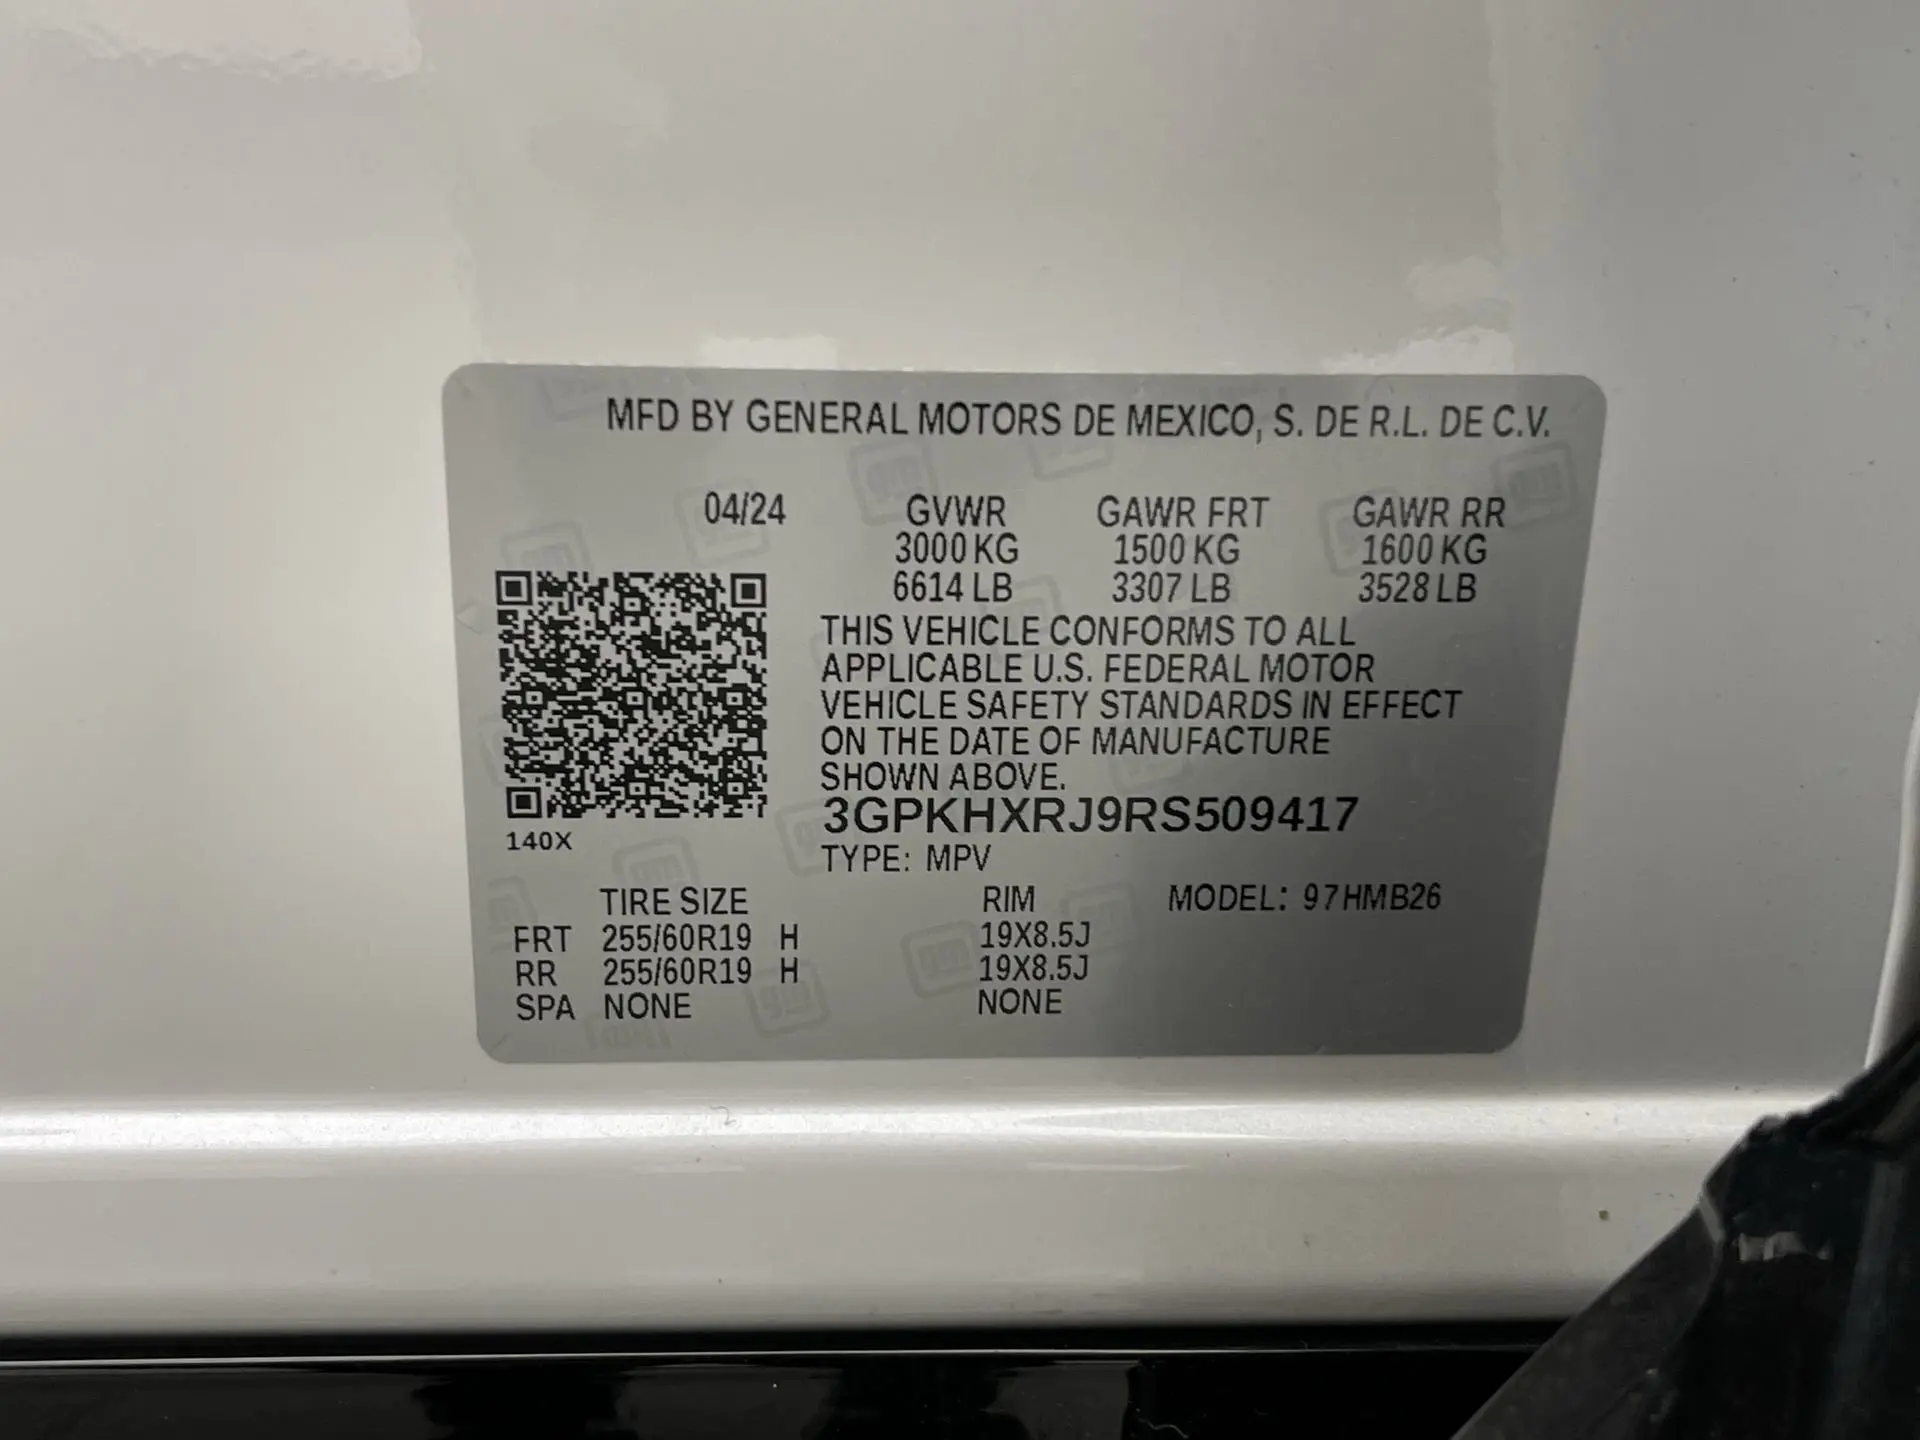 MFD BY GENERAL MOTORS DE MEXICO, S. DE R.L. DE C.V.
04/24 GVWR GAWR FRT GAWR RR
3000 KG 1500 KG 1600 KG
6614 LB 3307 LB 3528 LB
THIS VEHICLE CONFORMS TO ALL
APPLICABLE U.S. FEDERAL MOTOR
VEHICLE SAFETY STANDARDS IN EFFECT
ON THE DATE OF MANUFACTURE
SHOWN ABOVE.
3GPKHXRJ9RS509417
140X
TYPE: MPV
TIRE SIZE RIM MODEL: 97HMB26
FRT 255/60R19 H 19X8.5J
RR 255/60R19 H 19X8.5J
SPA NONE NONE